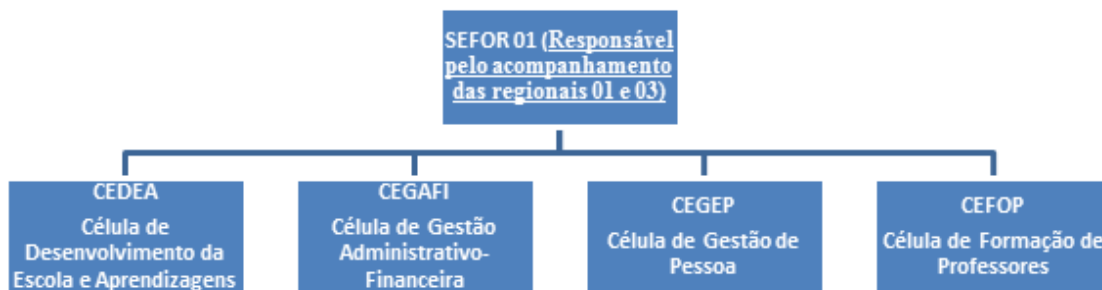 SEFOR 01 (Responsável
pelo acompanhamento
das regionais 01 e 03)
CEDEA
Célula de
Desenvolvimento da
Escola e Aprendizagens
CEGAFI
Célula de Gestão
Administrativo-
Financeira
CEGEP
Célula de Gestão de
Pessoa
CEFOP
Célula de Formação de
Professores